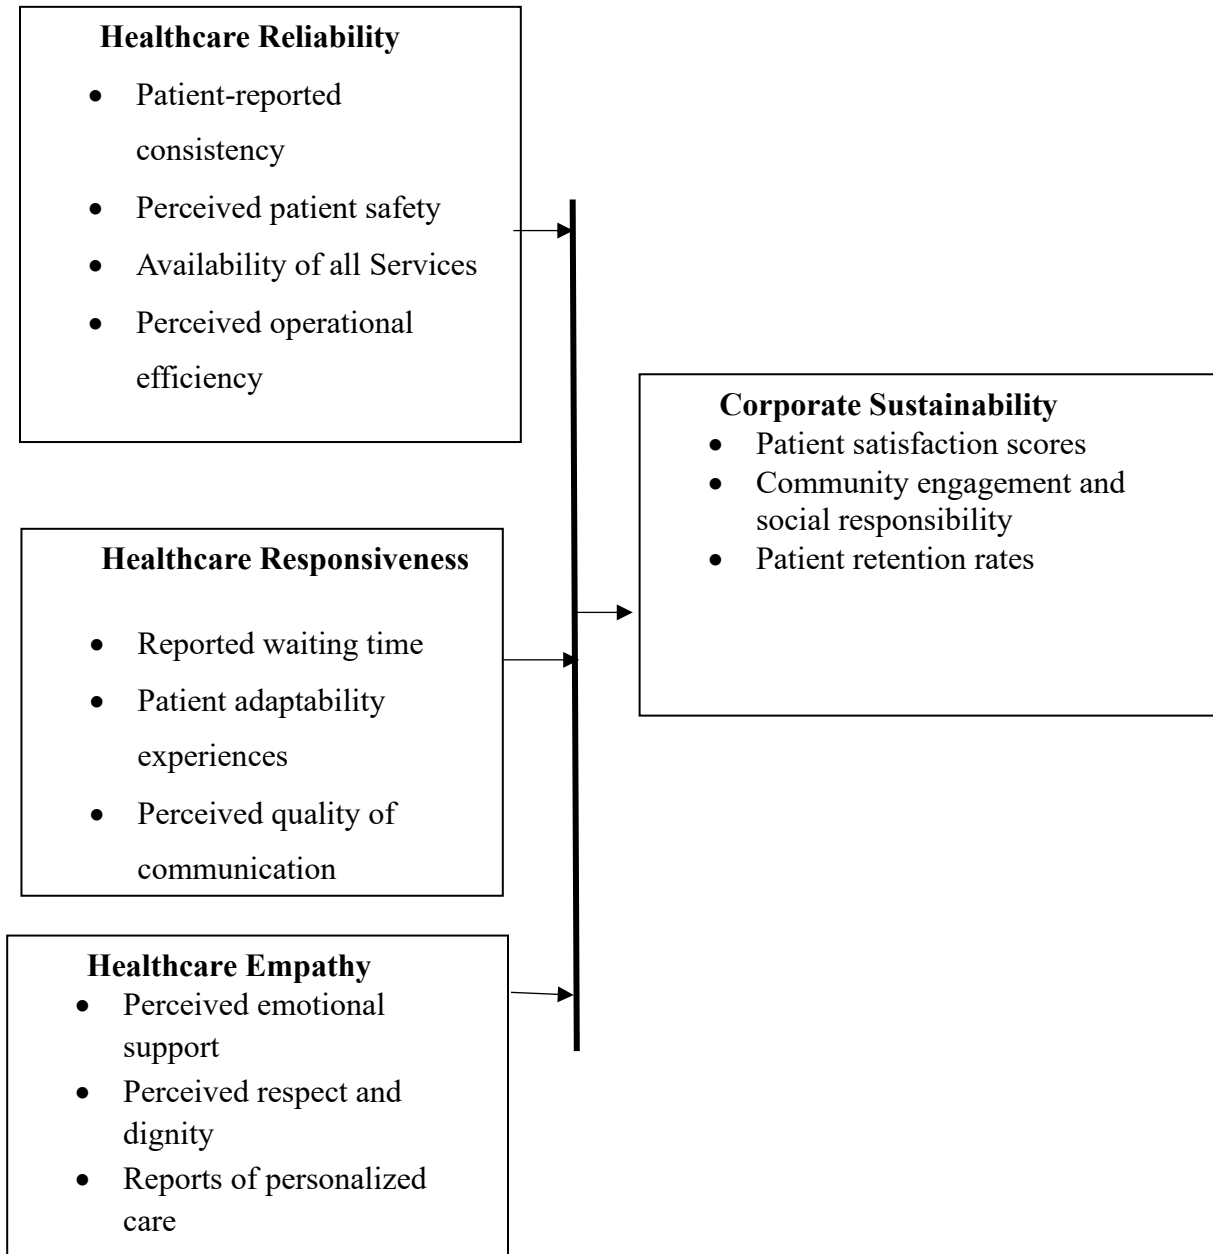 Healthcare Reliability
• Patient-reported
consistency
• Perceived patient safety
• Availability of all Services
• Perceived operational
efficiency
Healthcare Responsiveness
• Reported waiting time
• Patient adaptability
experiences
• Perceived quality of
communication
Healthcare Empathy
• Perceived emotional
support
• Perceived respect and
dignity
• Reports of personalized
care
Corporate Sustainability
• Patient satisfaction scores
• Community engagement and
social responsibility
• Patient retention rates